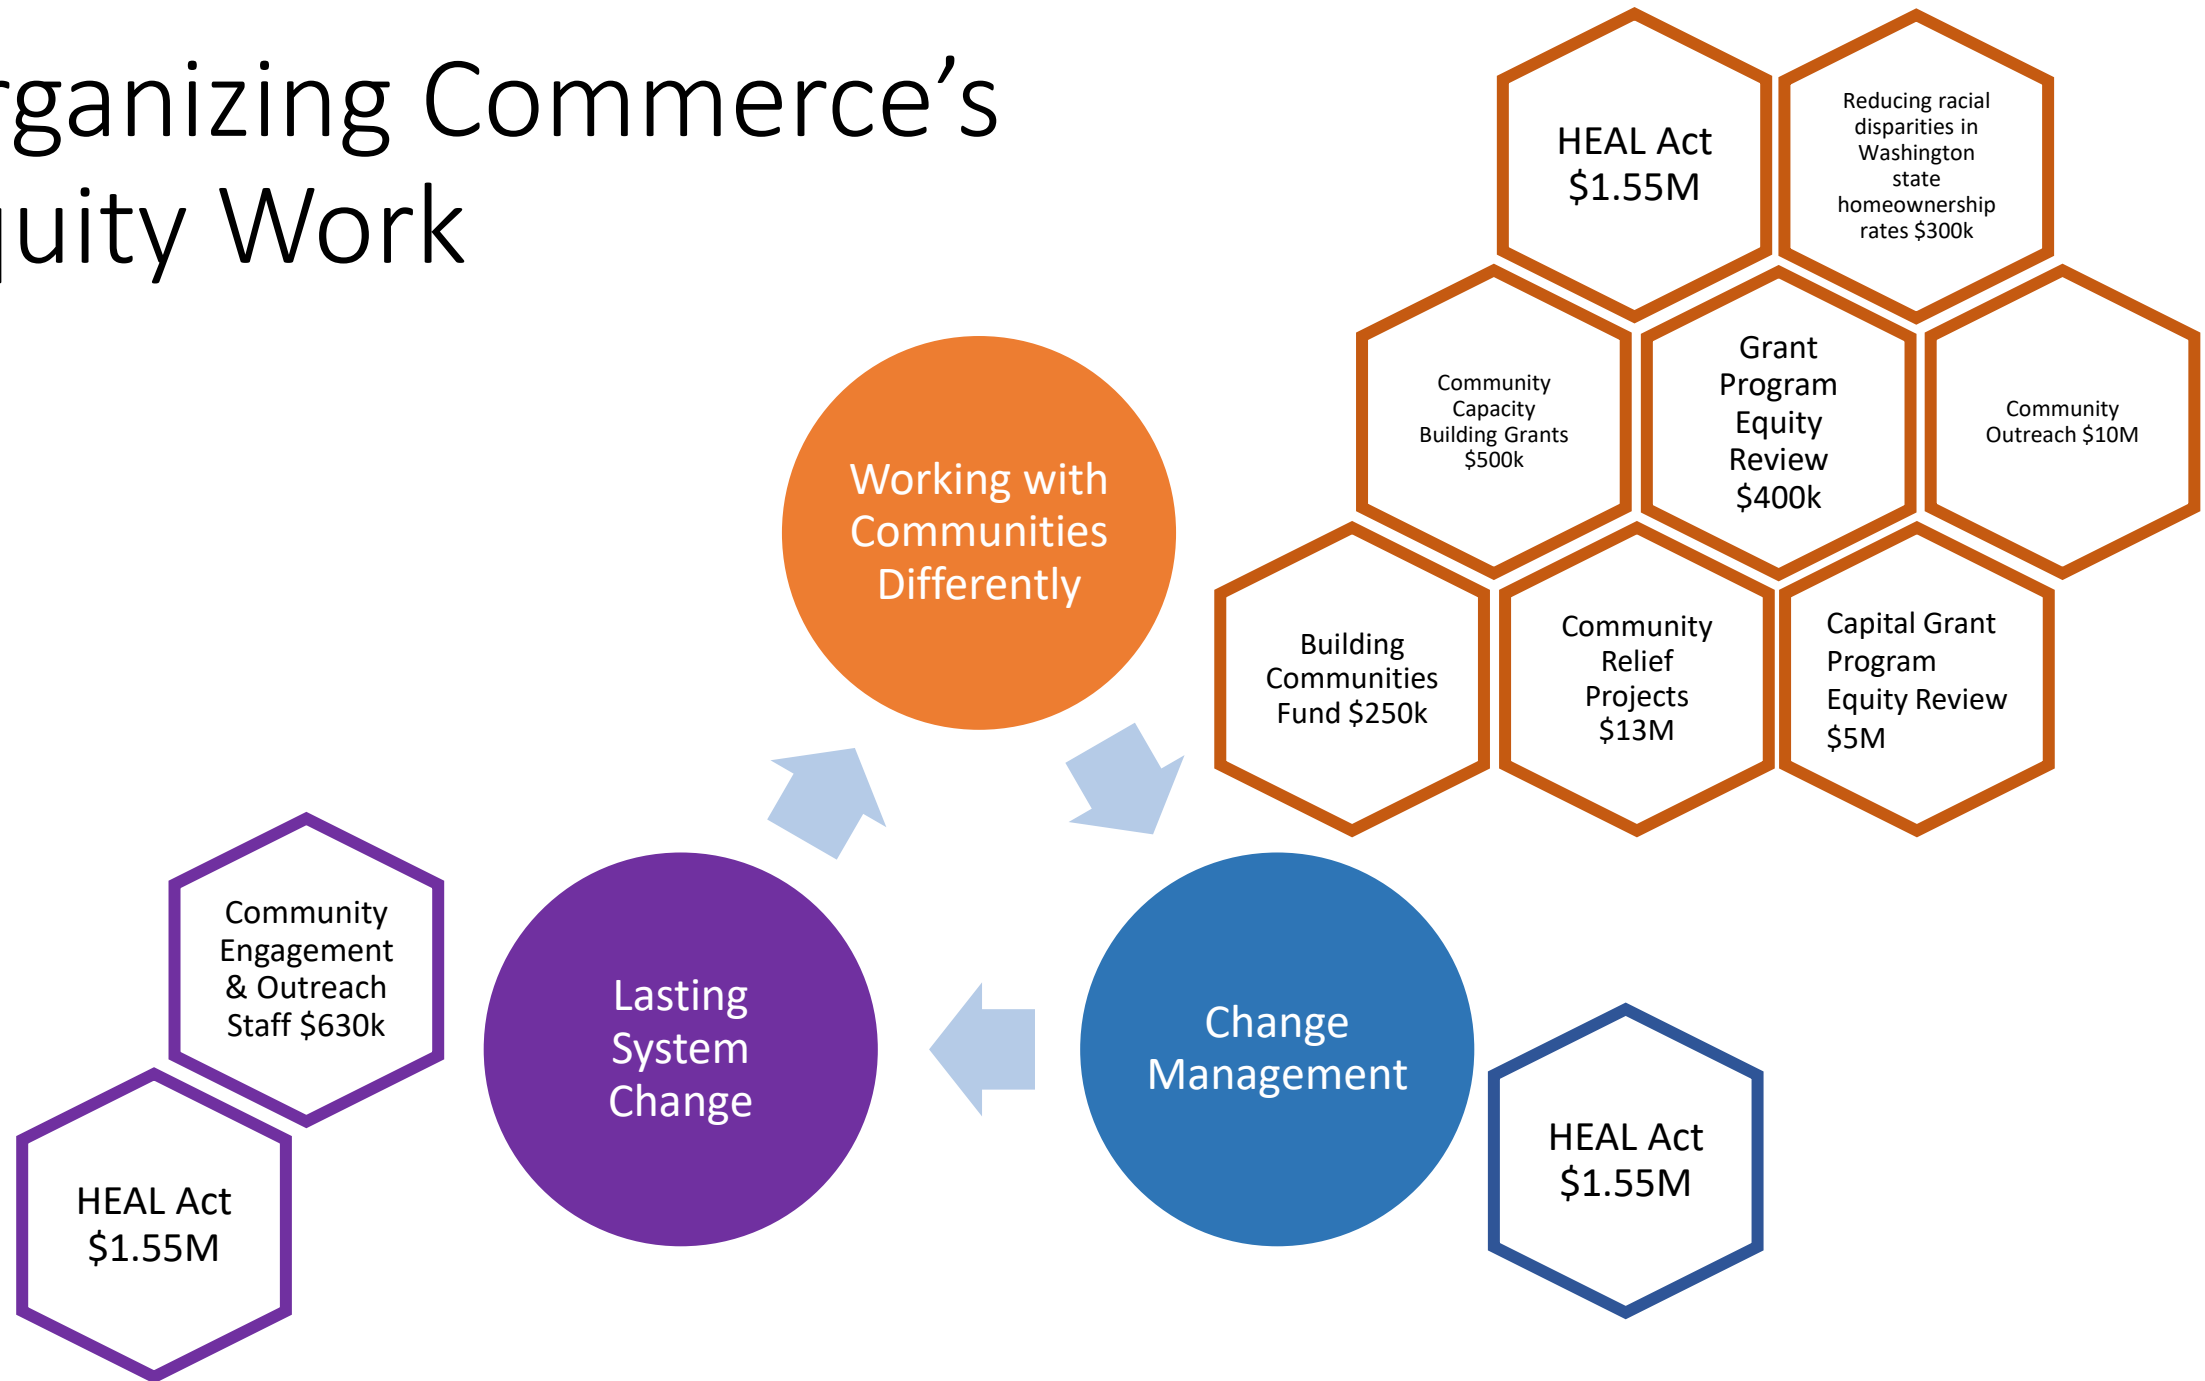 rganizing Commerce’s
quity Work
HEAL Act
$1.55M
Reducing racial
disparities in
Washington
state
homeownership
rates $300k
Community
Capacity
Building Grants
$500k
Grant
Program
Equity
Review
$400k
Community
Outreach $10M
Working with
Communities
Differently
Building
Communities
Fund $250k
Community
Relief
Projects
$13M
Capital Grant
Program
Equity Review
$5M
Community
Engagement
& Outreach
Staff $630k
Lasting
System
Change
Change
Management
HEAL Act
$1.55M
HEAL Act
$1.55M